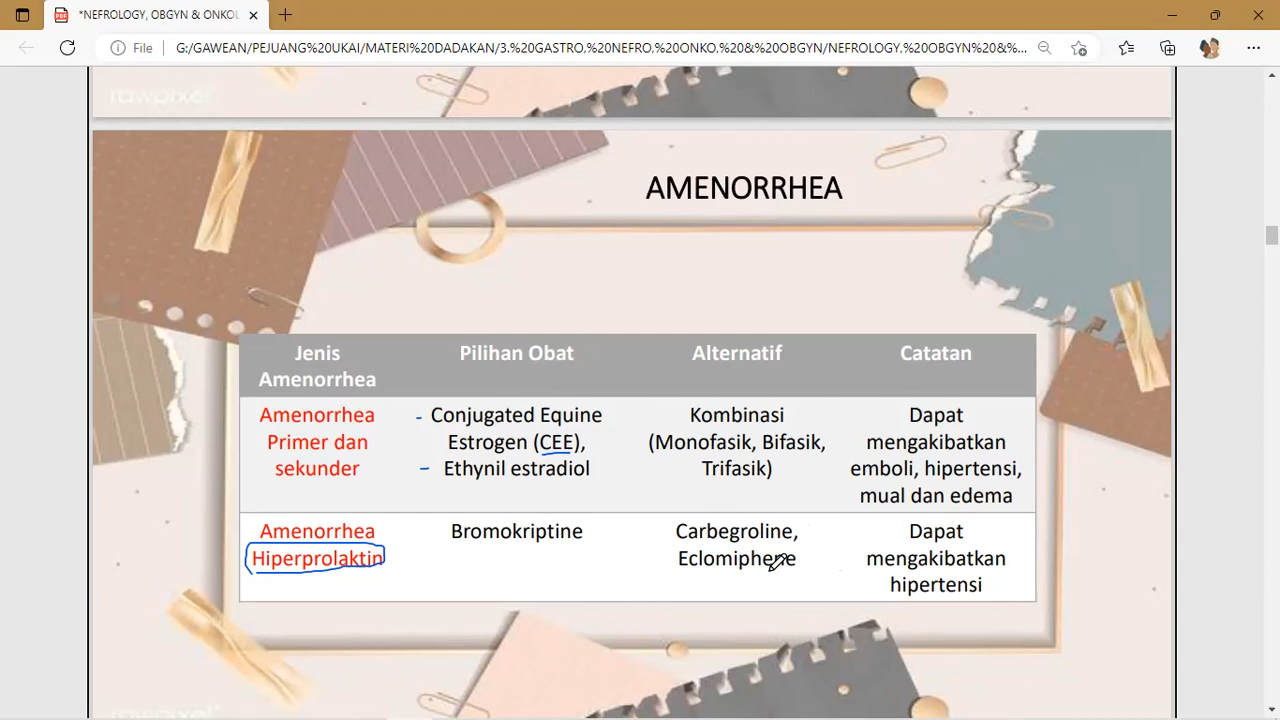 *NEFROLOGY, OBGYN & ONKOL
File
G:/GAWEAN/PEJUANG%20UKAI/MATERI%20DADAKAN/3.%20GASTRO,%20NEFRO,%20ONKO,%20&%20OBGYN/NEFROLOGY,%20OBGYN%20&%...
rawpixel
AMENORRHEA
Jenis
Amenorrhea
Pilihan Obat
Alternatif
Catatan
Amenorrhea
Primer dan
sekunder
- Conjugated Equine
Estrogen (CEE),
- Ethynil estradiol
Kombinasi
(Monofasik, Bifasik,
Trifasik)
Dapat
mengakibatkan
emboli, hipertensi,
mual dan edema
Amenorrhea
Hiperprolaktin
Bromokriptine
Carbegroline,
Eclomiphene
Dapat
mengakibatkan
hipertensi
rawpixel